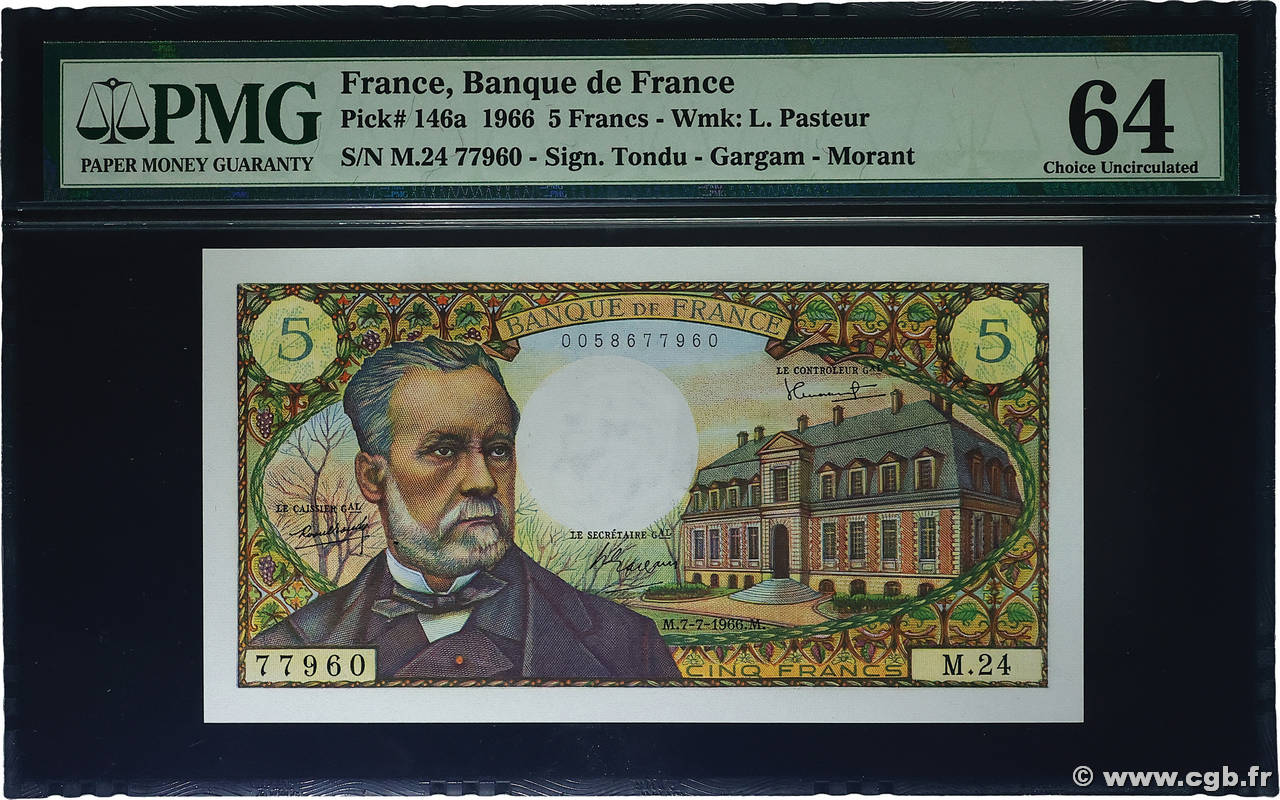 PMG
PAPER MONEY GUARANTY
France, Banque de France
Pick# 146a 1966 5 Francs - Wmk: L. Pasteur
S/N M.24 77960 - Sign. Tondu - Gargam - Morant
64
Choice Uncirculated
5
BANQUE DE FRANCE
5
0058677960
LE CONTROLEUR GAL
LE CAISSIER GAL
LE SECRÉTAIRE GAL
M.7-7-1966.M.
77960
CINQ FRANCS
M.24
© www.cgb.fr